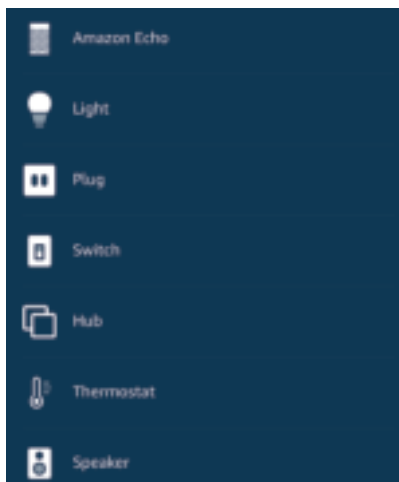 Amazon Echo
Light
Plug
Switch
Hub
Thermostat
Speaker